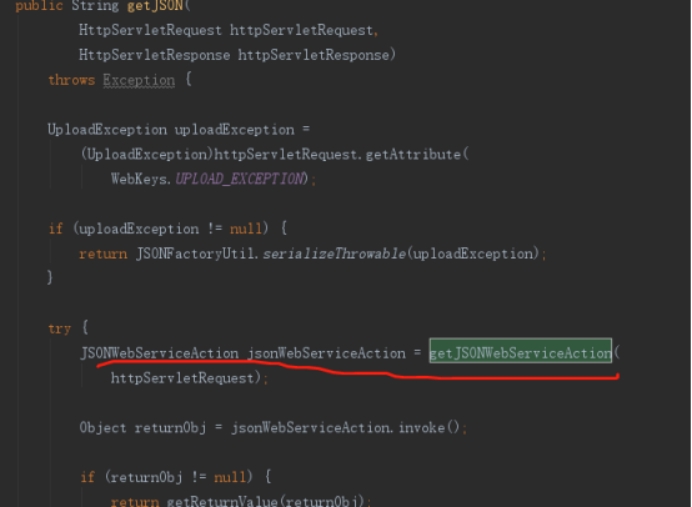 public String getJSON(
HttpServletRequest httpServletRequest,
HttpServletResponse httpServletResponse)
throws Exception {
UploadException uploadException =
(UploadException)httpServletRequest.getAttribute(
WebKeys.UPLOAD_EXCEPTION);
if (uploadException != null) {
return JSONFactoryUtil.serializeThrowable(uploadException);
}
try {
JSONWebServiceAction jsonWebServiceAction = getJSONWebServiceAction(
httpServletRequest);
Object returnObj = jsonWebServiceAction.invoke();
if (returnObj != null) {
return getReturnValue(returnObj);